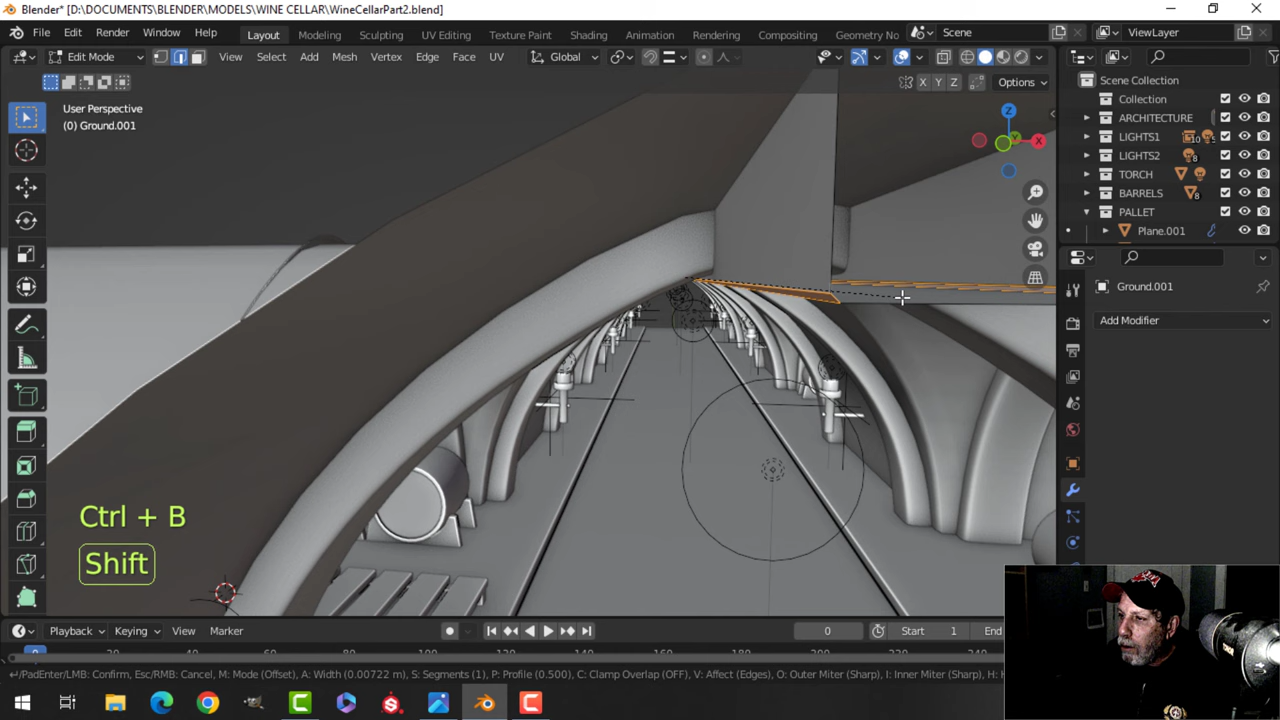 Blender* [D:\DOCUMENTS\BLENDER\MODELS\WINE CELLAR\WineCellarPart2.blend]
File Edit Render Window Help Layout Modeling Sculpting UV Editing Texture Paint Shading Animation Rendering Compositing Geometry No Scene ViewLayer
Edit Mode View Select Add Mesh Vertex Edge Face UV Global
X Y Z Options
User Perspective
(0) Ground.001
Z
X
Scene Collection
Collection
ARCHITECTURE
LIGHTS1 10
LIGHTS2 8
TORCH
BARRELS 8
PALLET
Plane.001
Ground.001
Add Modifier
Ctrl + B
Shift
Playback Keying View Marker 0 Start 1 End
0
↵/PadEnter/LMB: Confirm, Esc/RMB: Cancel, M: Mode (Offset), A: Width (0.00722 m), S: Segments (1), P: Profile (0.500), C: Clamp Overlap (OFF), V: Affect (Edges), O: Outer Miter (Sharp), I: Inner Miter (Sharp), H: H